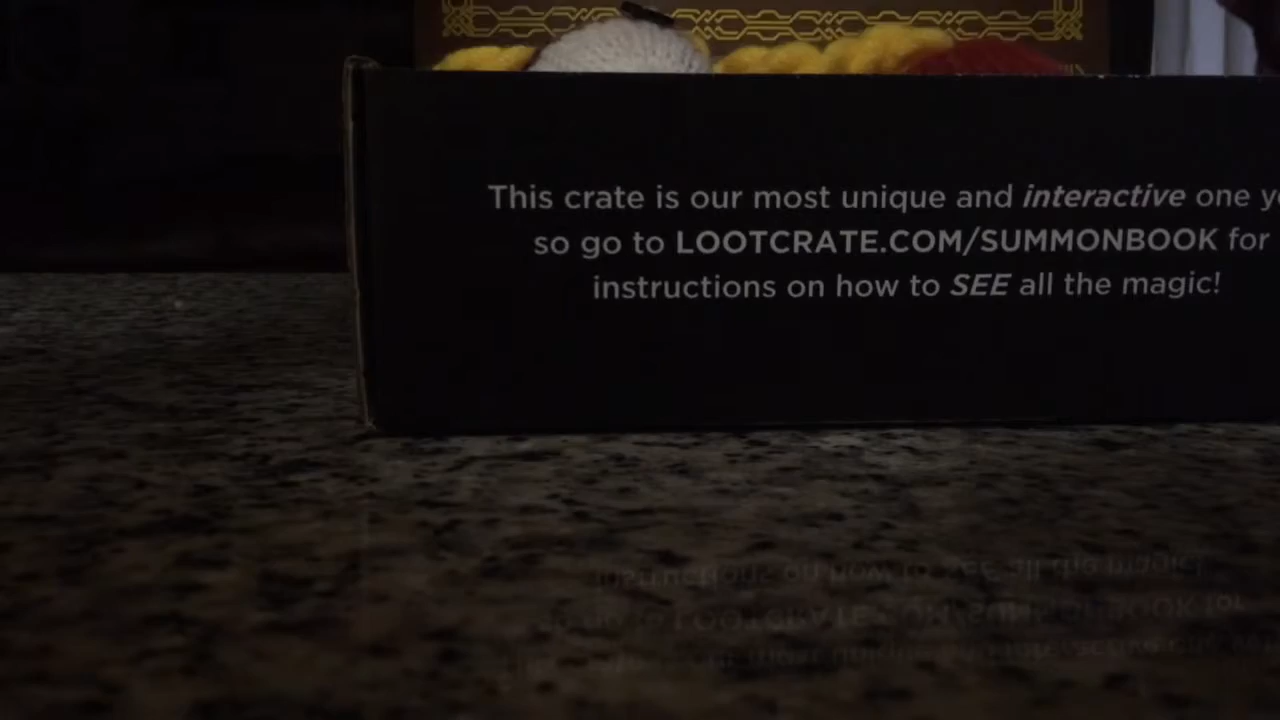 This crate is our most unique and interactive one
so go to LOOTCRATE.COM/SUMMONBOOK for
instructions on how to SEE all the magic!